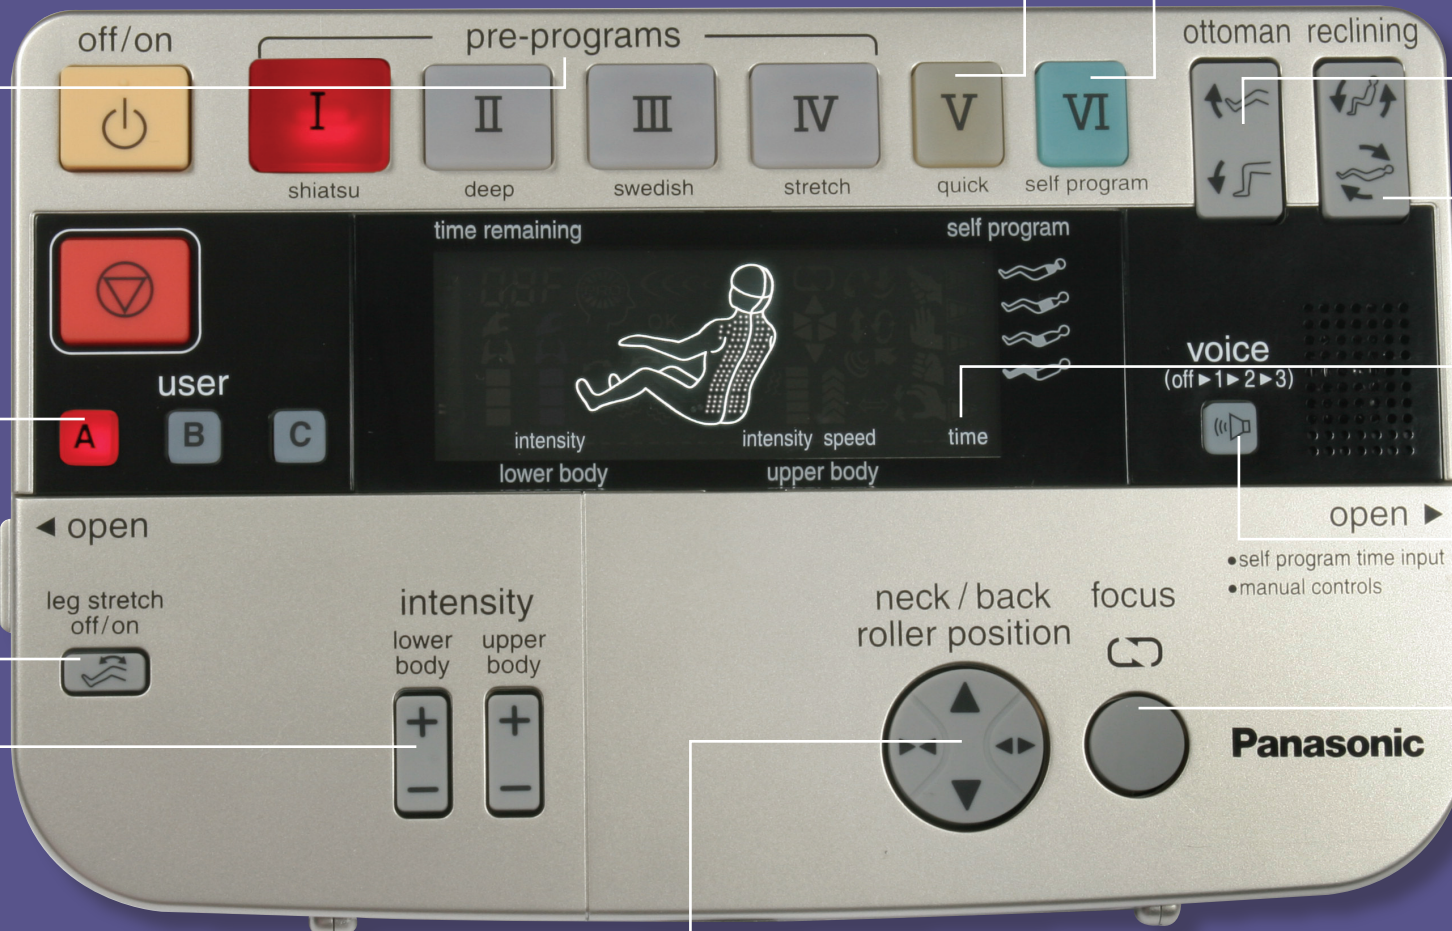 off/on
pre-programs
ottoman reclining
I
II
III
IV
V
VI
shiatsu
deep
swedish
stretch
quick
self program
time remaining
self program
user
A
B
C
voice
(off▶1▶2▶3)
intensity
intensity speed
time
lower body
upper body
◀ open
open ▶
•self program time input
•manual controls
leg stretch
off/on
intensity
lower
body
upper
body
+
−
+
−
neck / back
roller position
focus
Panasonic